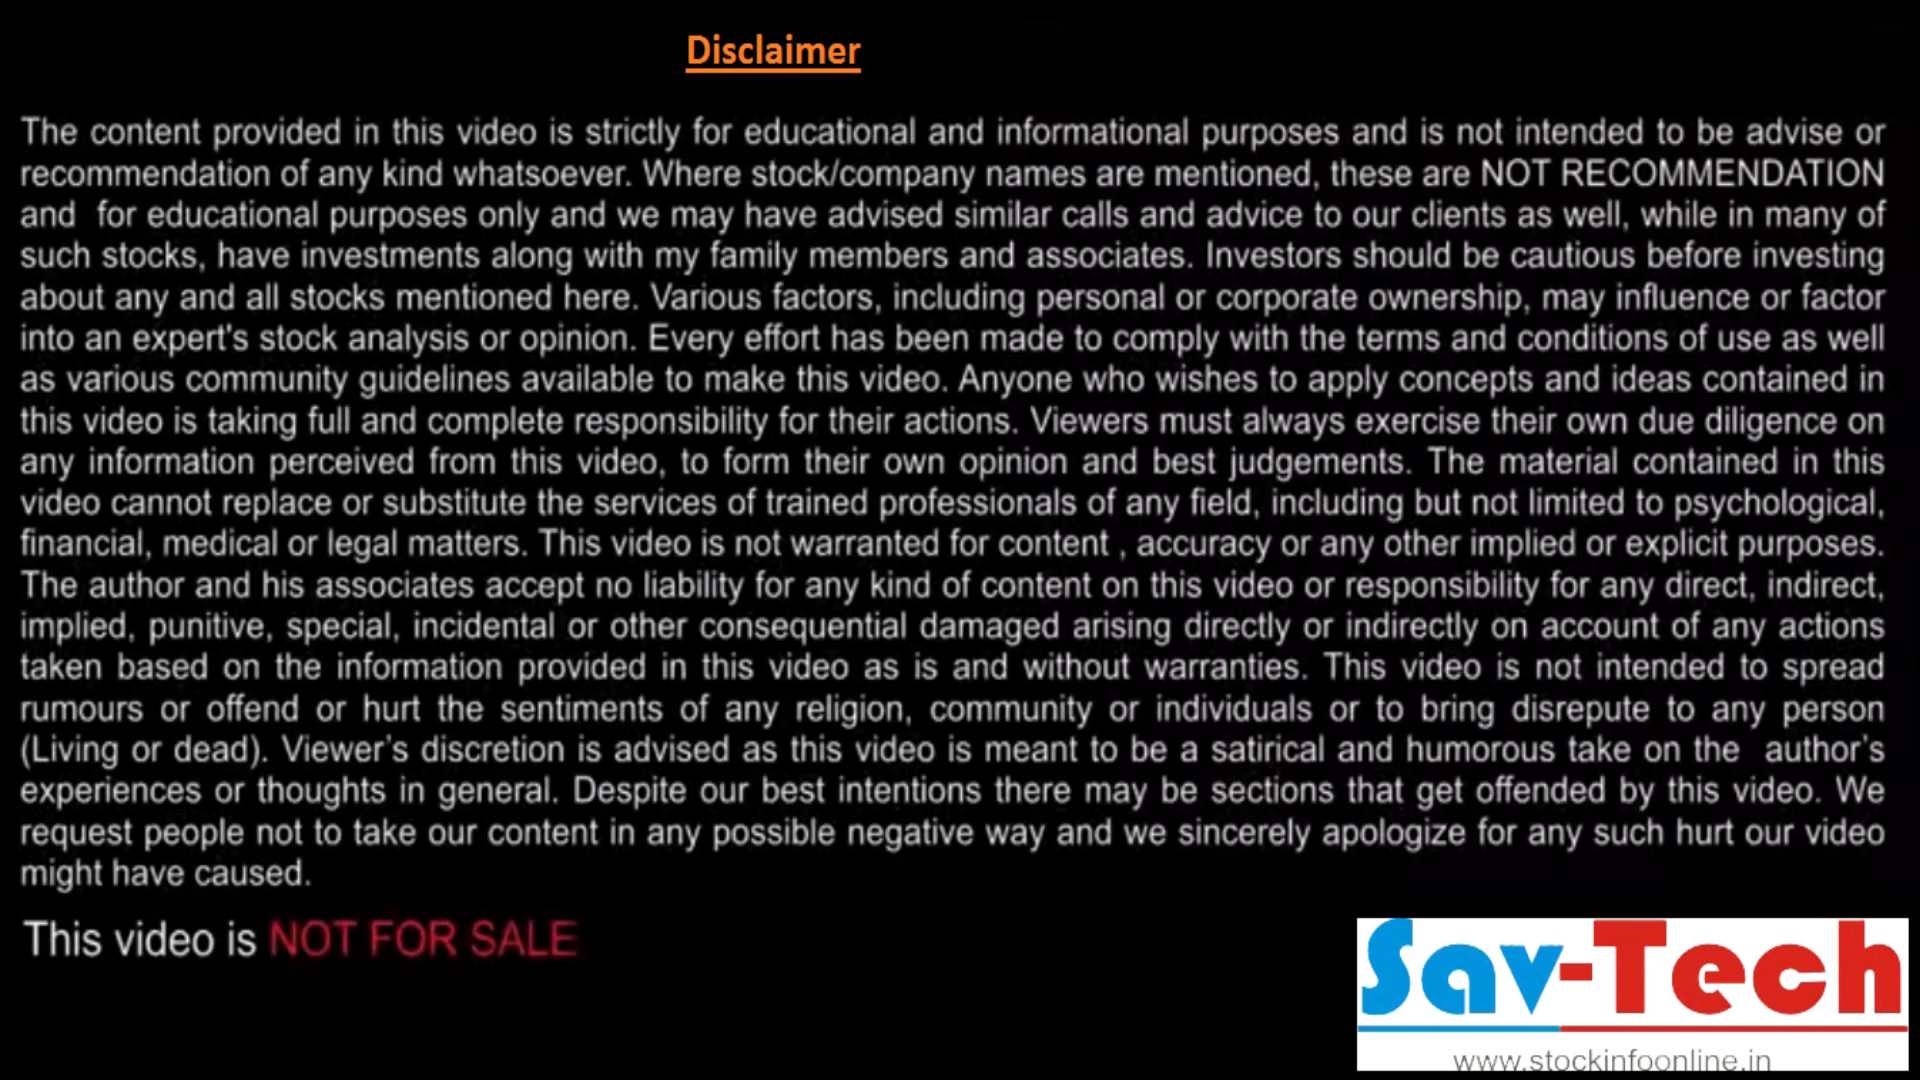 Disclaimer
The content provided in this video is strictly for educational and informational purposes and is not intended to be advise or
recommendation of any kind whatsoever. Where stock/company names are mentioned, these are NOT RECOMMENDATION
and for educational purposes only and we may have advised similar calls and advice to our clients as well, while in many of
such stocks, have investments along with my family members and associates. Investors should be cautious before investing
about any and all stocks mentioned here. Various factors, including personal or corporate ownership, may influence or factor
into an expert's stock analysis or opinion. Every effort has been made to comply with the terms and conditions of use as well
as various community guidelines available to make this video. Anyone who wishes to apply concepts and ideas contained in
this video is taking full and complete responsibility for their actions. Viewers must always exercise their own due diligence on
any information perceived from this video, to form their own opinion and best judgements. The material contained in this
video cannot replace or substitute the services of trained professionals of any field, including but not limited to psychological,
financial, medical or legal matters. This video is not warranted for content , accuracy or any other implied or explicit purposes.
The author and his associates accept no liability for any kind of content on this video or responsibility for any direct, indirect,
implied, punitive, special, incidental or other consequential damaged arising directly or indirectly on account of any actions
taken based on the information provided in this video as is and without warranties. This video is not intended to spread
rumours or offend or hurt the sentiments of any religion, community or individuals or to bring disrepute to any person
(Living or dead). Viewer’s discretion is advised as this video is meant to be a satirical and humorous take on the author’s
experiences or thoughts in general. Despite our best intentions there may be sections that get offended by this video. We
request people not to take our content in any possible negative way and we sincerely apologize for any such hurt our video
might have caused.
This video is NOT FOR SALE
Sav-Tech
www.stockinfoonline.in